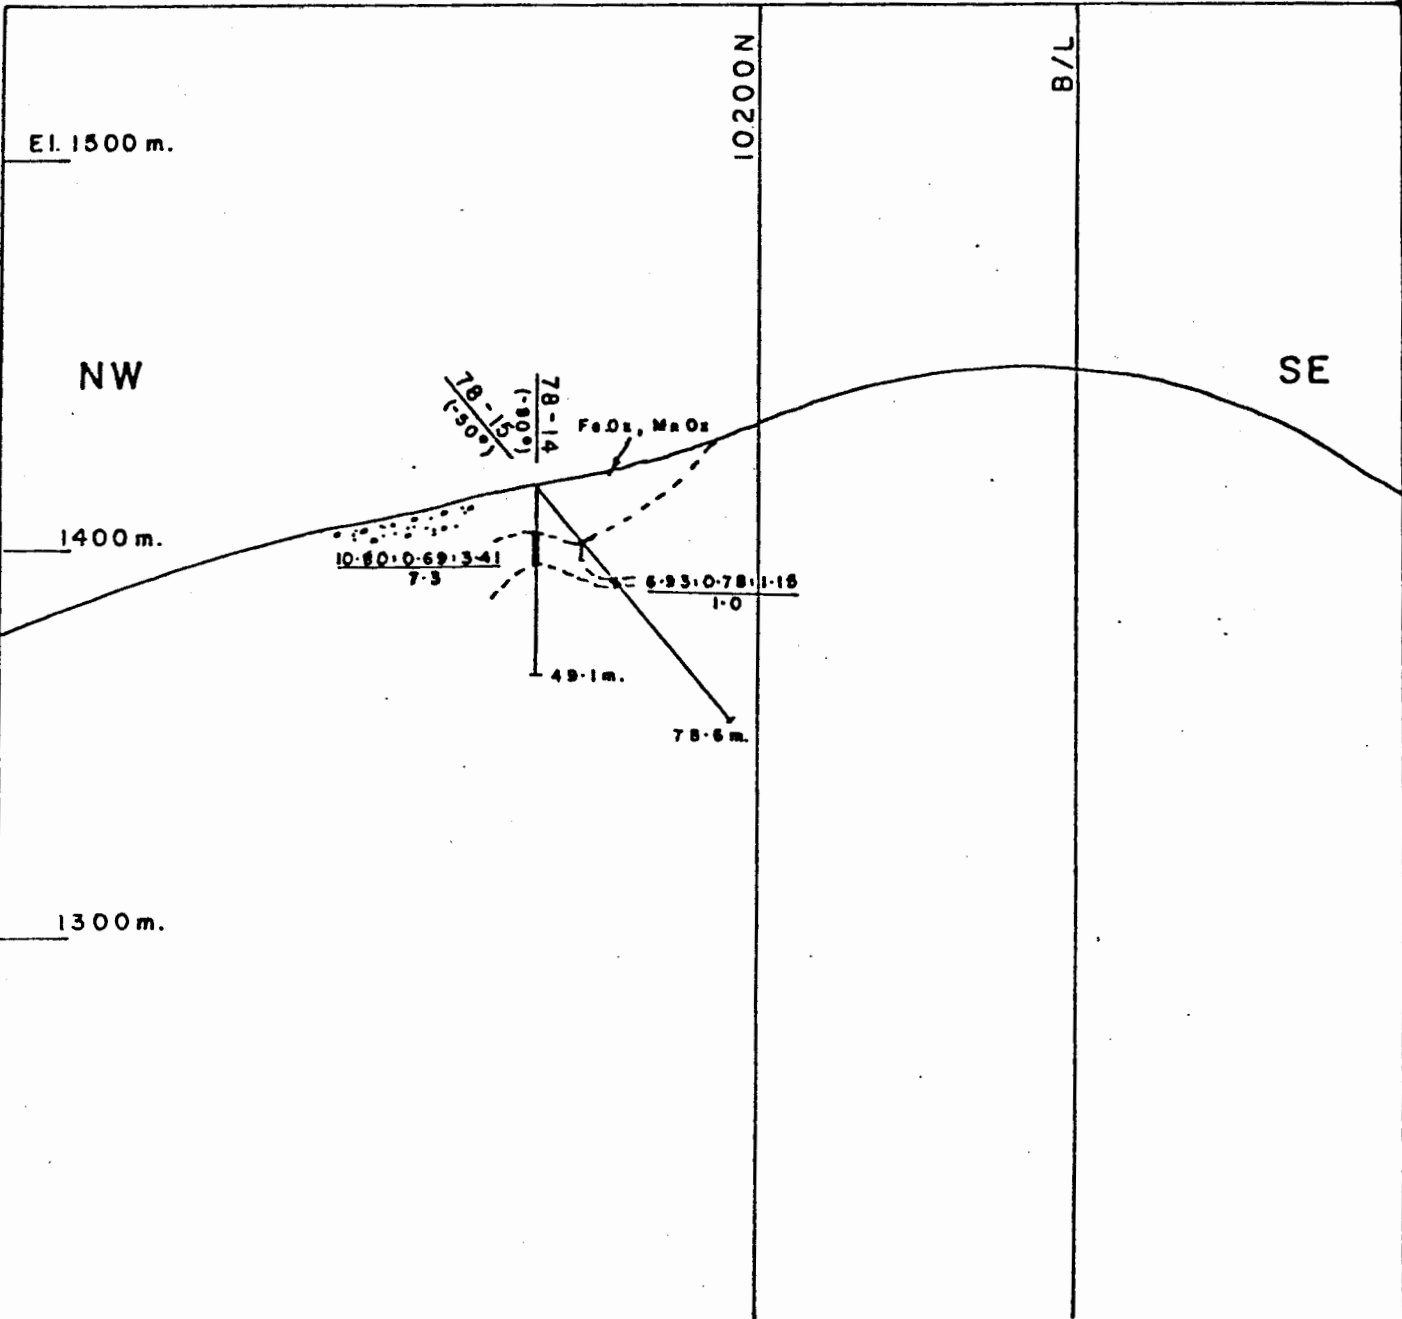 10200N
B/L
El. 1500 m.
NW
SE
78-15
(-50°)
78-14
(-90°)
FeOx, MnOx
1400 m.
10.80:0.69:3.41
7.3
6.93:0.78:1.15
1.0
49.1 m.
78.6 m.
1300 m.